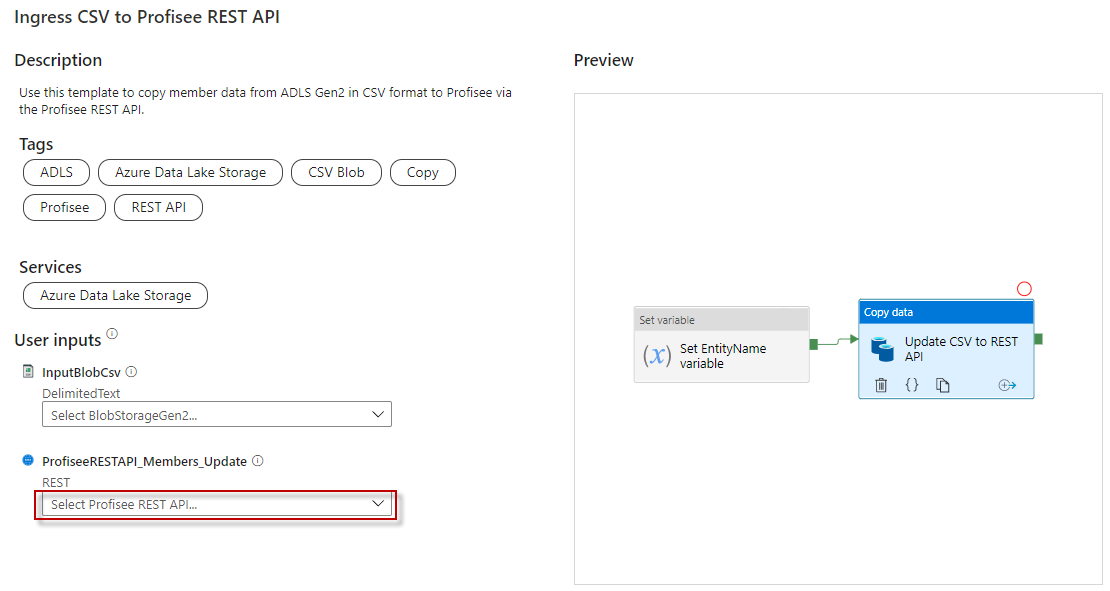 Ingress CSV to Profisee REST API
Description
Use this template to copy member data from ADLS Gen2 in CSV format to Profisee via
the Profisee REST API.
Tags
ADLS
Azure Data Lake Storage
CSV Blob
Copy
Profisee
REST API
Services
Azure Data Lake Storage
User inputs
InputBlobCsv
DelimitedText
Select BlobStorageGen2...
ProfiseeRESTAPI_Members_Update
REST
Select Profisee REST API...
Preview
Set variable
(x)
Set EntityName
variable
Copy data
Update CSV to REST
API
{}